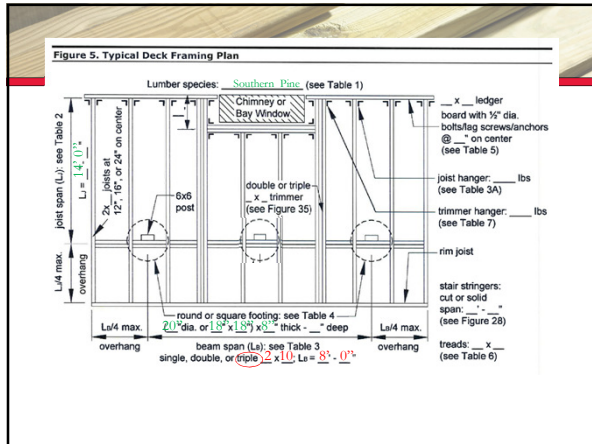 Figure 5. Typical Deck Framing Plan
Lumber species: Southern Pine (see Table 1)
Chimney or
Bay Window
__ x __ ledger
board with ½" dia.
bolts/lag screws/anchors
@ __" on center
(see Table 5)
joist span (LJ): see Table 2
LJ = 14'-0"
2x_ joists at
12", 16", or 24" on center
6x6
post
double or triple
_ x _ trimmer
(see Figure 35)
joist hanger: ____ lbs
(see Table 3A)
trimmer hanger: ____ lbs
(see Table 7)
rim joist
LJ/4 max.
overhang
stair stringers:
cut or solid
span: __' - __"
(see Figure 28)
treads: __ x __
(see Table 6)
round or square footing: see Table 4
20" dia. or 18" x 18" x 8" thick - __" deep
LB/4 max.
overhang
beam span (LB): see Table 3
single, double, or triple 2 x 10; LB = 8' - 0"
LB/4 max.
overhang